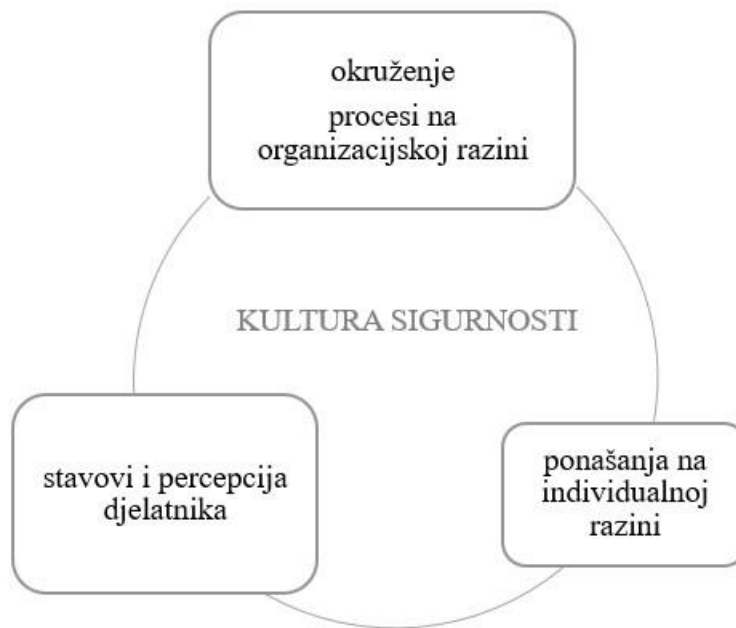 okruženje
procesi na
organizacijskoj razini
KULTURA SIGURNOSTI
stavovi i percepcija
djelatnika
ponašanja na
individualnoj
razini